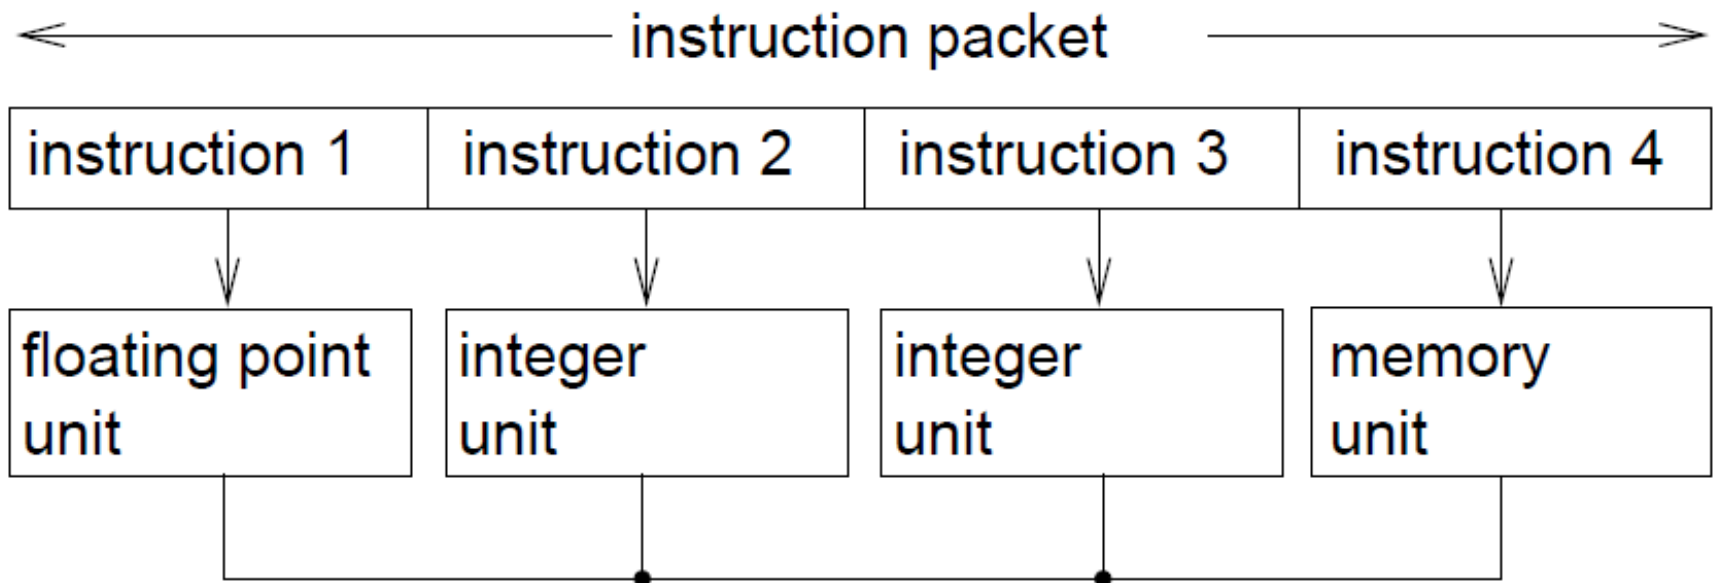 instruction packet
instruction 1 instruction 2 instruction 3 instruction 4
floating point integer integer memory
unit unit unit unit